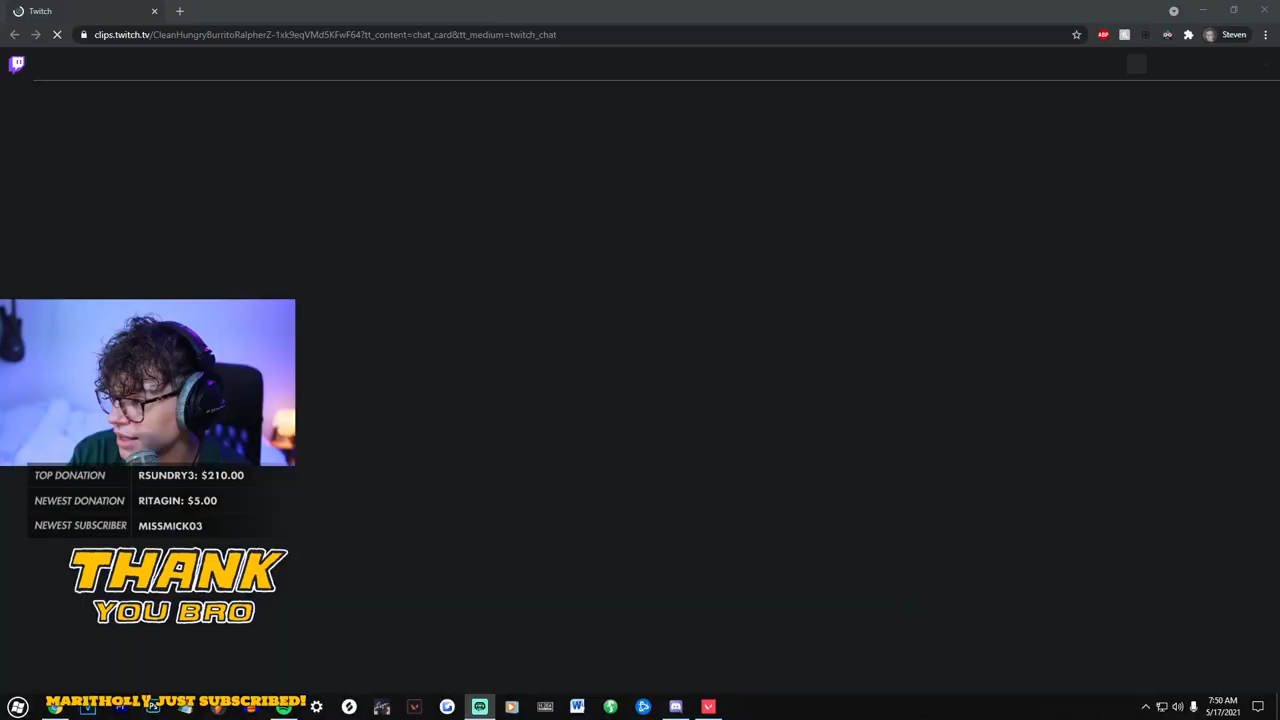 Twitch
clips.twitch.tv/CleanHungryBurritoRalpherZ-1xk9eqVMd5KFwF64?tt_content=chat_card&tt_medium=twitch_chat
ABP
Steven
TOP DONATION RSUNDRY3: $210.00
NEWEST DONATION RITAGIN: $5.00
NEWEST SUBSCRIBER MISSMICK03
THANK
YOU BRO
MARITHOLLY JUST SUBSCRIBED!
7:50 AM
5/17/2021